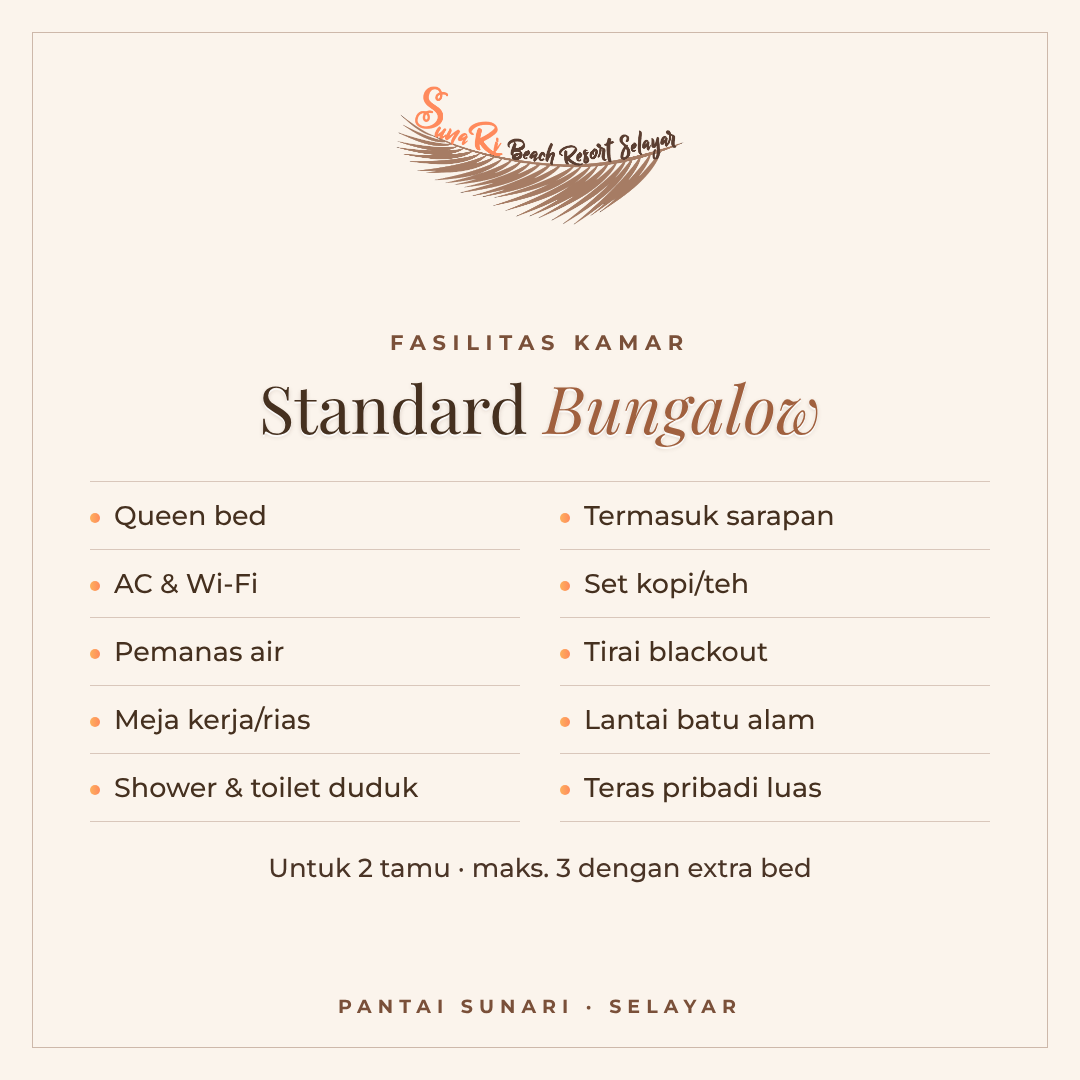 SunaRi Beach Resort Selayar
FASILITAS KAMAR
Standard Bungalow
Queen bed
Termasuk sarapan
AC & Wi-Fi
Set kopi/teh
Pemanas air
Tirai blackout
Meja kerja/rias
Lantai batu alam
Shower & toilet duduk
Teras pribadi luas
Untuk 2 tamu · maks. 3 dengan extra bed
PANTAI SUNARI · SELAYAR